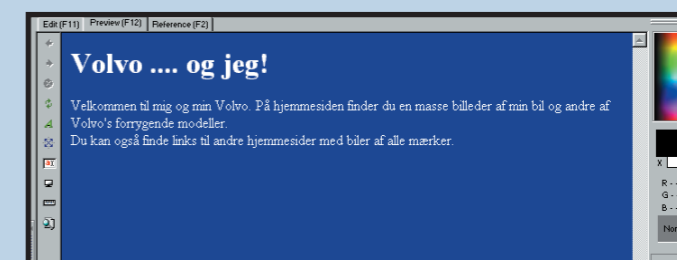 Edit (F11) Preview (F12) Reference (F2)
Volvo .... og jeg!
Velkommen til mig og min Volvo. På hjemmesiden finder du en masse billeder af min bil og andre af
Volvo's forrygende modeller.
Du kan også finde links til andre hjemmesider med biler af alle mærker.
X
R - -
G - -
B - -